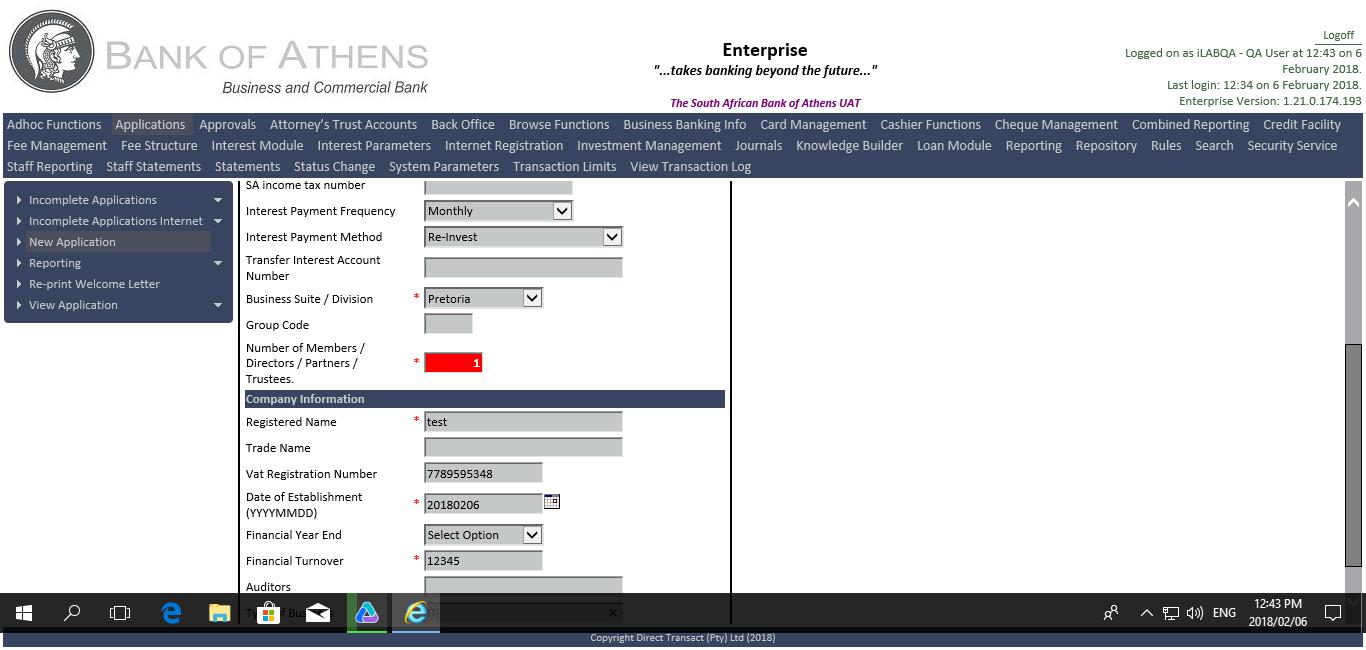 BANK OF ATHENS
Business and Commercial Bank
Enterprise
"...takes banking beyond the future..."
The South African Bank of Athens UAT
Logoff
Logged on as iLABQA - QA User at 12:43 on 6
February 2018.
Last login: 12:34 on 6 February 2018.
Enterprise Version: 1.21.0.174.193
Adhoc Functions Applications Approvals Attorney's Trust Accounts Back Office Browse Functions Business Banking Info Card Management Cashier Functions Cheque Management Combined Reporting Credit Facility
Fee Management Fee Structure Interest Module Interest Parameters Internet Registration Investment Management Journals Knowledge Builder Loan Module Reporting Repository Rules Search Security Service
Staff Reporting Staff Statements Statements Status Change System Parameters Transaction Limits View Transaction Log
Incomplete Applications
Incomplete Applications Internet
New Application
Reporting
Re-print Welcome Letter
View Application
SA income tax number
Interest Payment Frequency Monthly
Interest Payment Method Re-Invest
Transfer Interest Account
Number
Business Suite / Division * Pretoria
Group Code
Number of Members /
Directors / Partners / * 1
Trustees.
Company Information
Registered Name * test
Trade Name
Vat Registration Number 7789595348
Date of Establishment
(YYYYMMDD) * 20180206
Financial Year End Select Option
Financial Turnover * 12345
Auditors
ENG
12:43 PM
2018/02/06
Copyright Direct Transact (Pty) Ltd (2018)